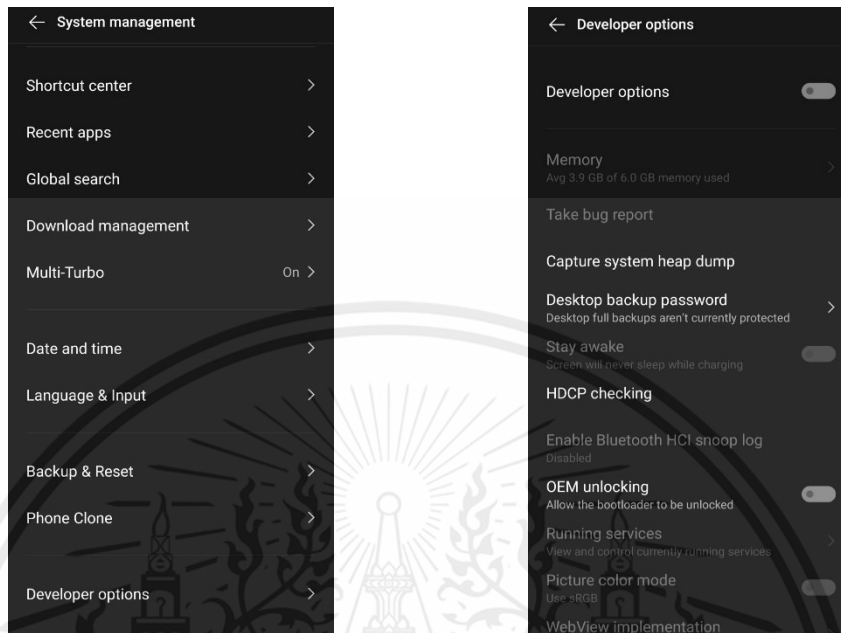 System management
Shortcut center
Recent apps
Global search
Download management
Multi-Turbo On
Date and time
Language & Input
Backup & Reset
Phone Clone
Developer options
Developer options
Developer options
Memory
Avg 3.9 GB of 6.0 GB memory used
Take bug report
Capture system heap dump
Desktop backup password
Desktop full backups aren't currently protected
Stay awake
Screen will never sleep while charging
HDCP checking
Enable Bluetooth HCI snoop log
Disabled
OEM unlocking
Allow the bootloader to be unlocked
Running services
View and control currently running services
Picture color mode
Use sRGB
WebView implementation